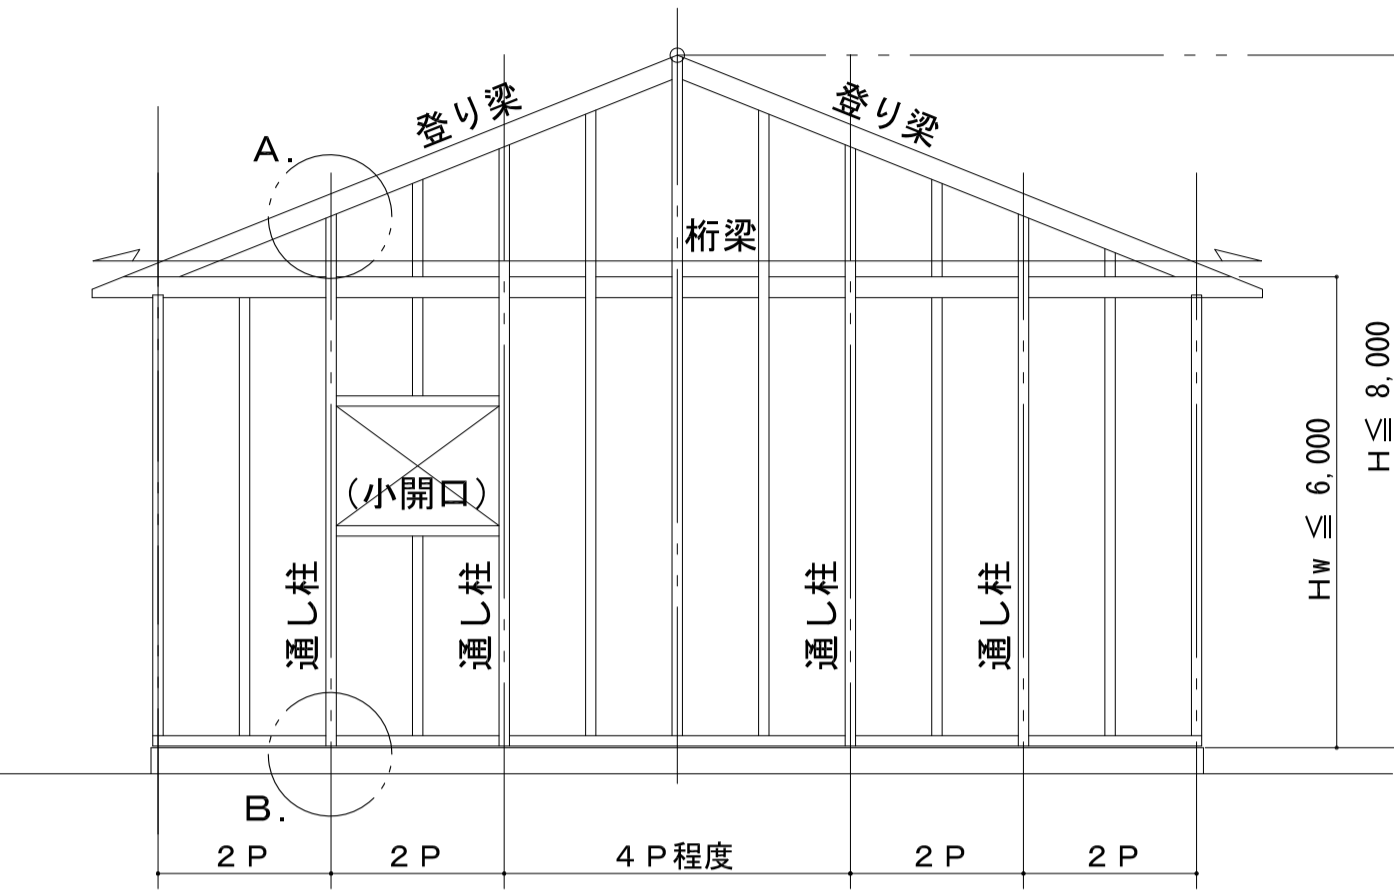 登り梁
登り梁
A.
桁梁
H≦ 8,000
Hw ≦ 6,000
(小開口)
通し柱
通し柱
通し柱
通し柱
B.
2P
2P
4P程度
2P
2P